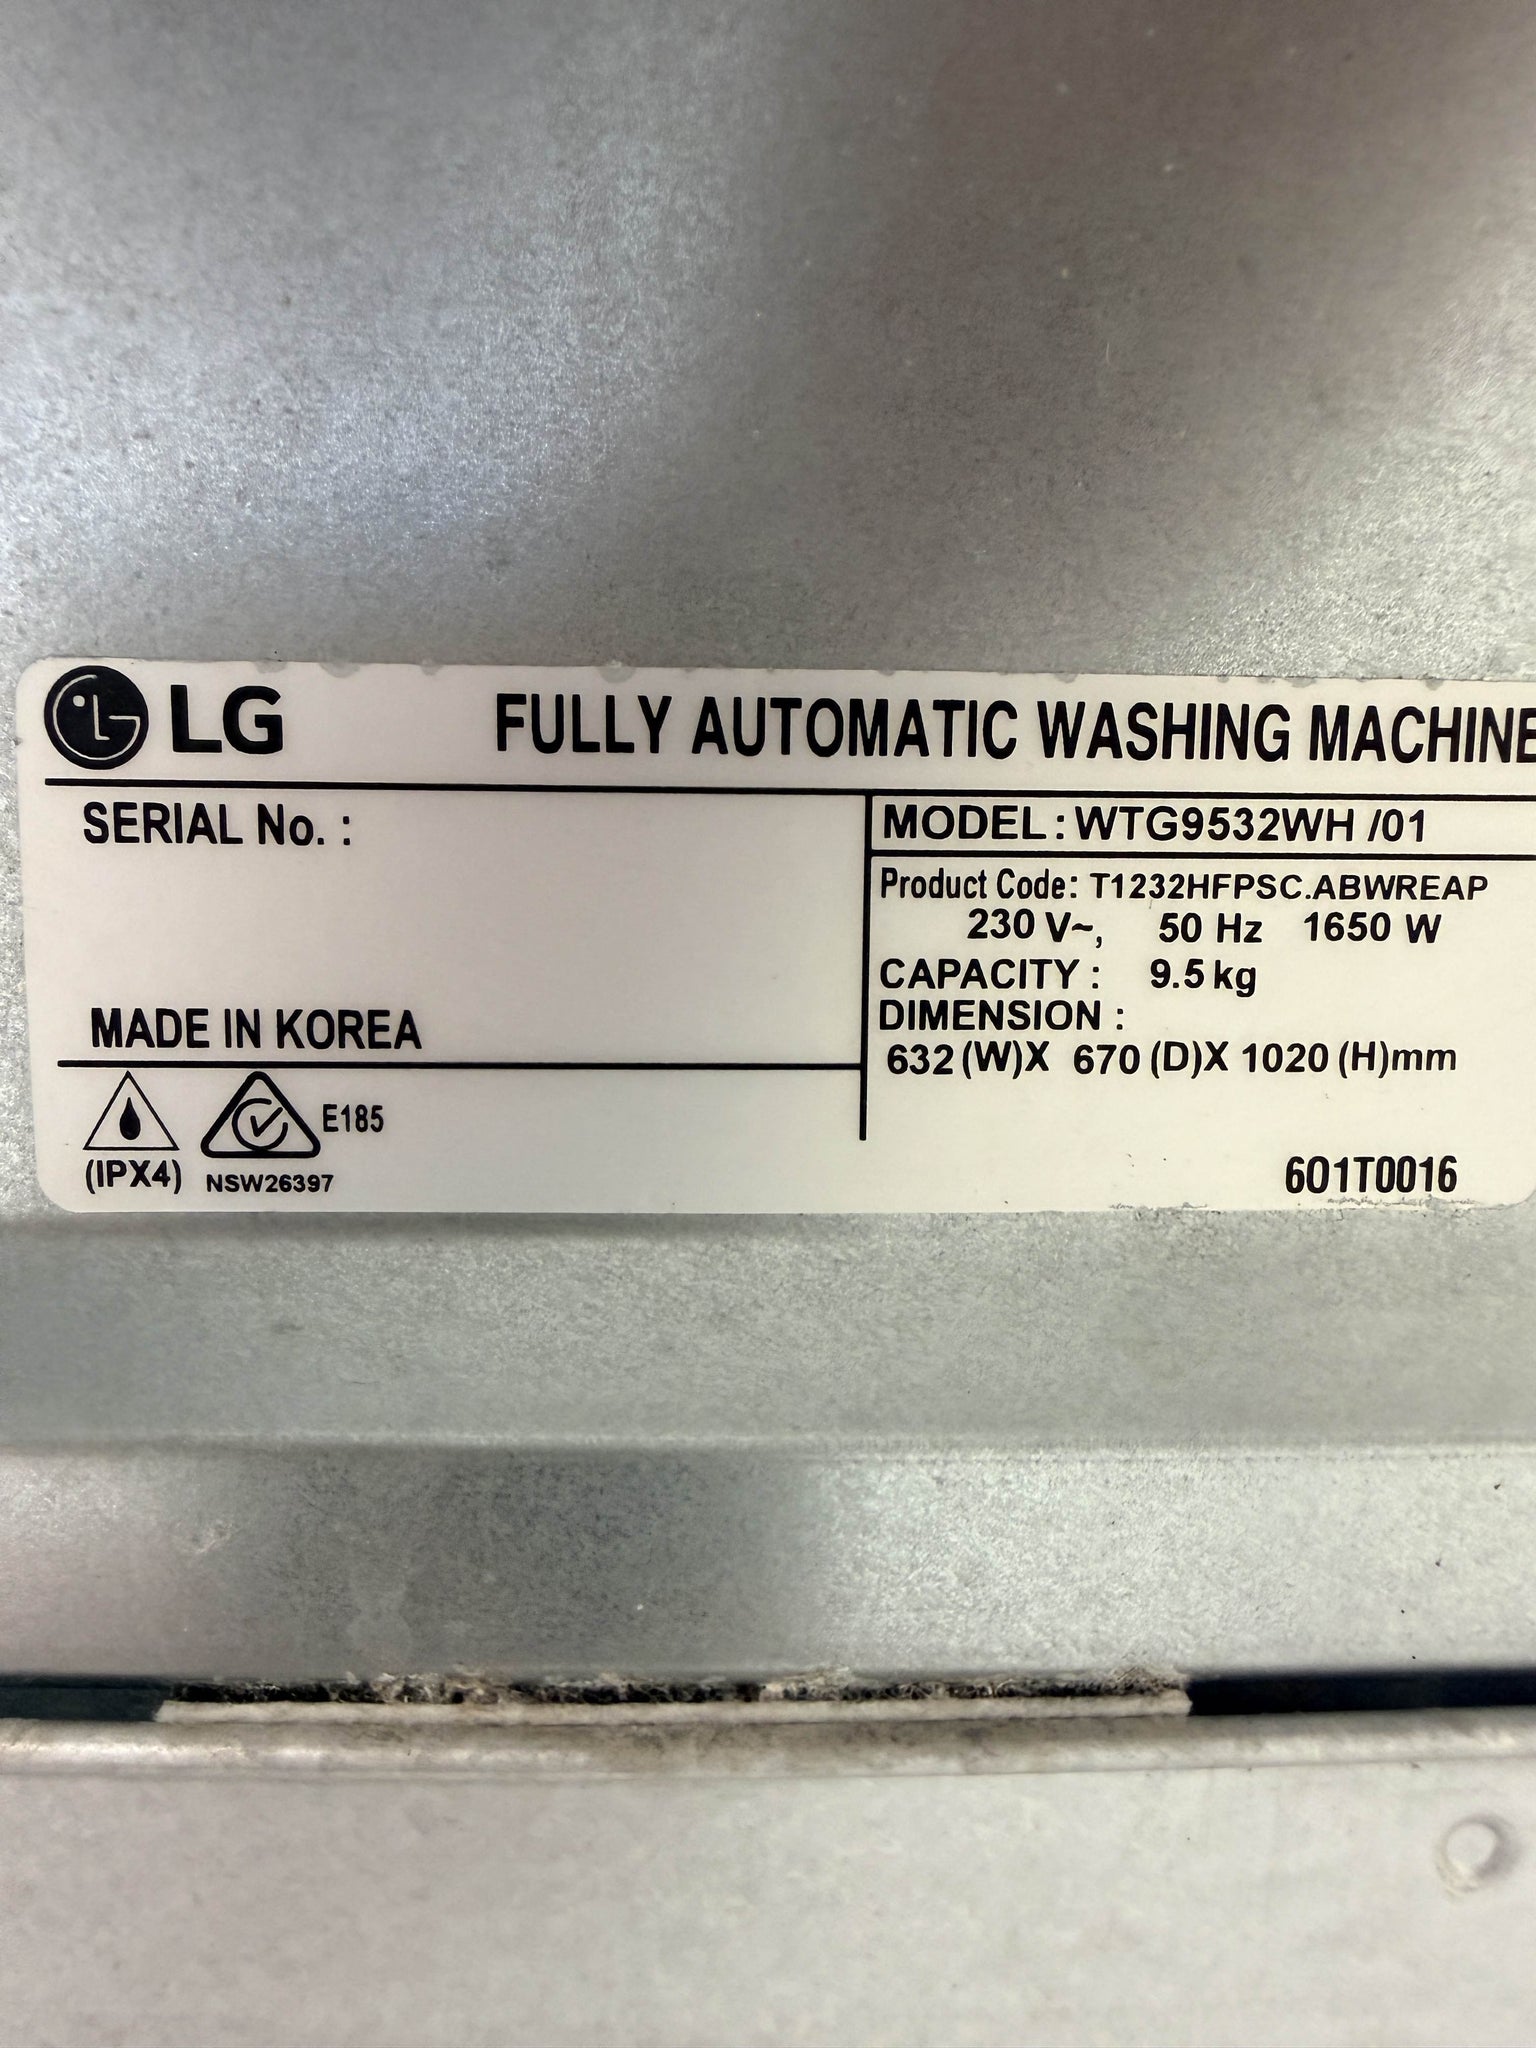 LG FULLY AUTOMATIC WASHING MACHINE
SERIAL No. :
MADE IN KOREA
(IPX4)
E185
NSW26397
MODEL : WTG9532WH /01
Product Code: T1232HFPSC.ABWREAP
230 V~, 50 Hz 1650 W
CAPACITY : 9.5 kg
DIMENSION :
632 (W)X 670 (D)X 1020 (H)mm
601T0016